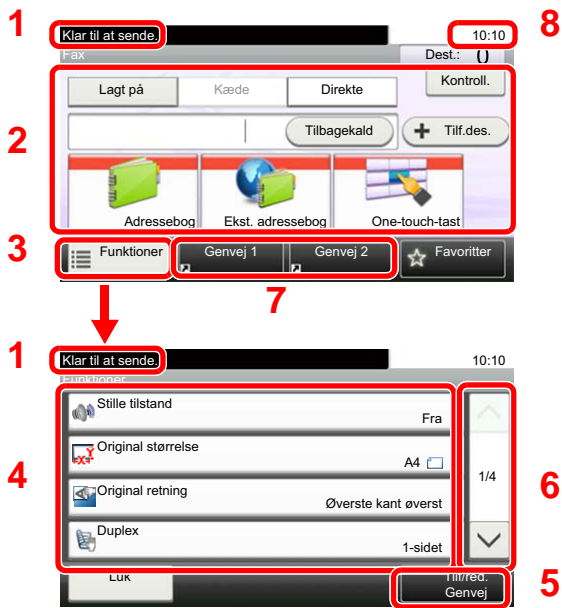 1
Klar til at sende.
10:10
8
Fax
Dest.: ()
Lagt på
Kæde
Direkte
Kontroll.
2
Tilbagekald
Tilf.des.
Adressebog
Ekst. adressebog
One-touch-tast
3
Funktioner
Genvej 1
Genvej 2
Favoritter
7
1
Klar til at sende.
10:10
Funktioner
Stille tilstand
Fra
Original størrelse
A4
4
1/4
6
Original retning
Øverste kant øverst
Duplex
1-sidet
Luk
Tilf/red.
Genvej
5